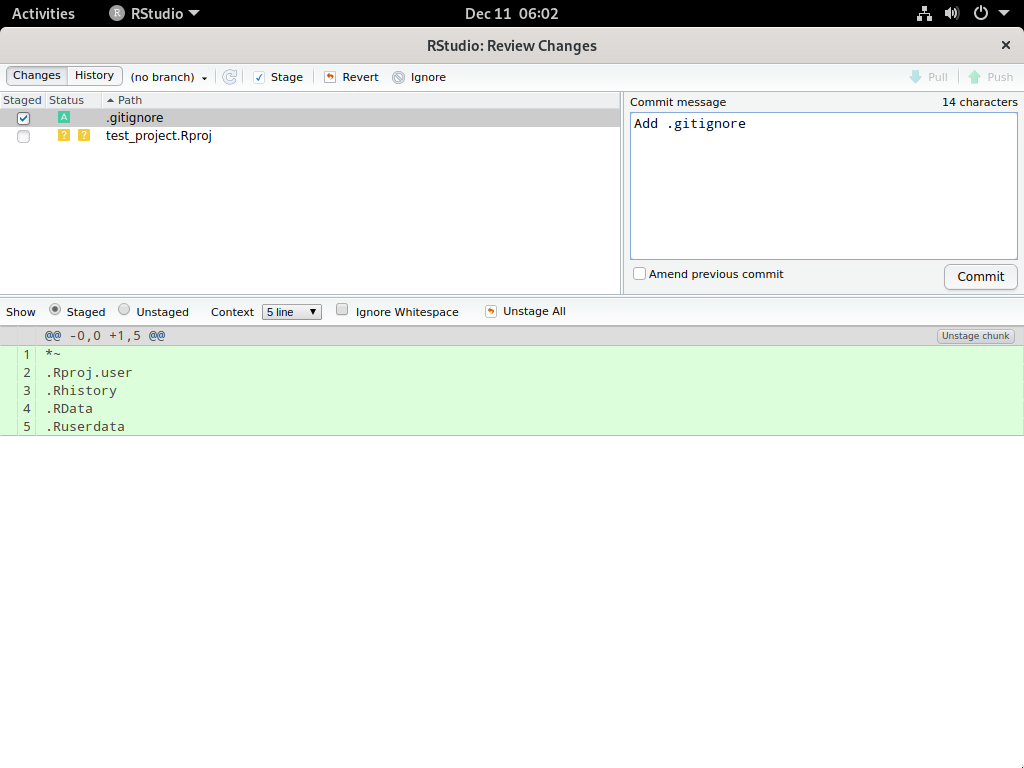 Activities RStudio Dec 11 06:02
RStudio: Review Changes
Changes History (no branch) Stage Revert Ignore Pull Push
Staged Status Path
A .gitignore
? ? test_project.Rproj
Commit message 14 characters
Add .gitignore
Amend previous commit Commit
Show Staged Unstaged Context 5 line Ignore Whitespace Unstage All
@@ -0,0 +1,5 @@ Unstage chunk
1 *~
2 .Rproj.user
3 .Rhistory
4 .RData
5 .Ruserdata